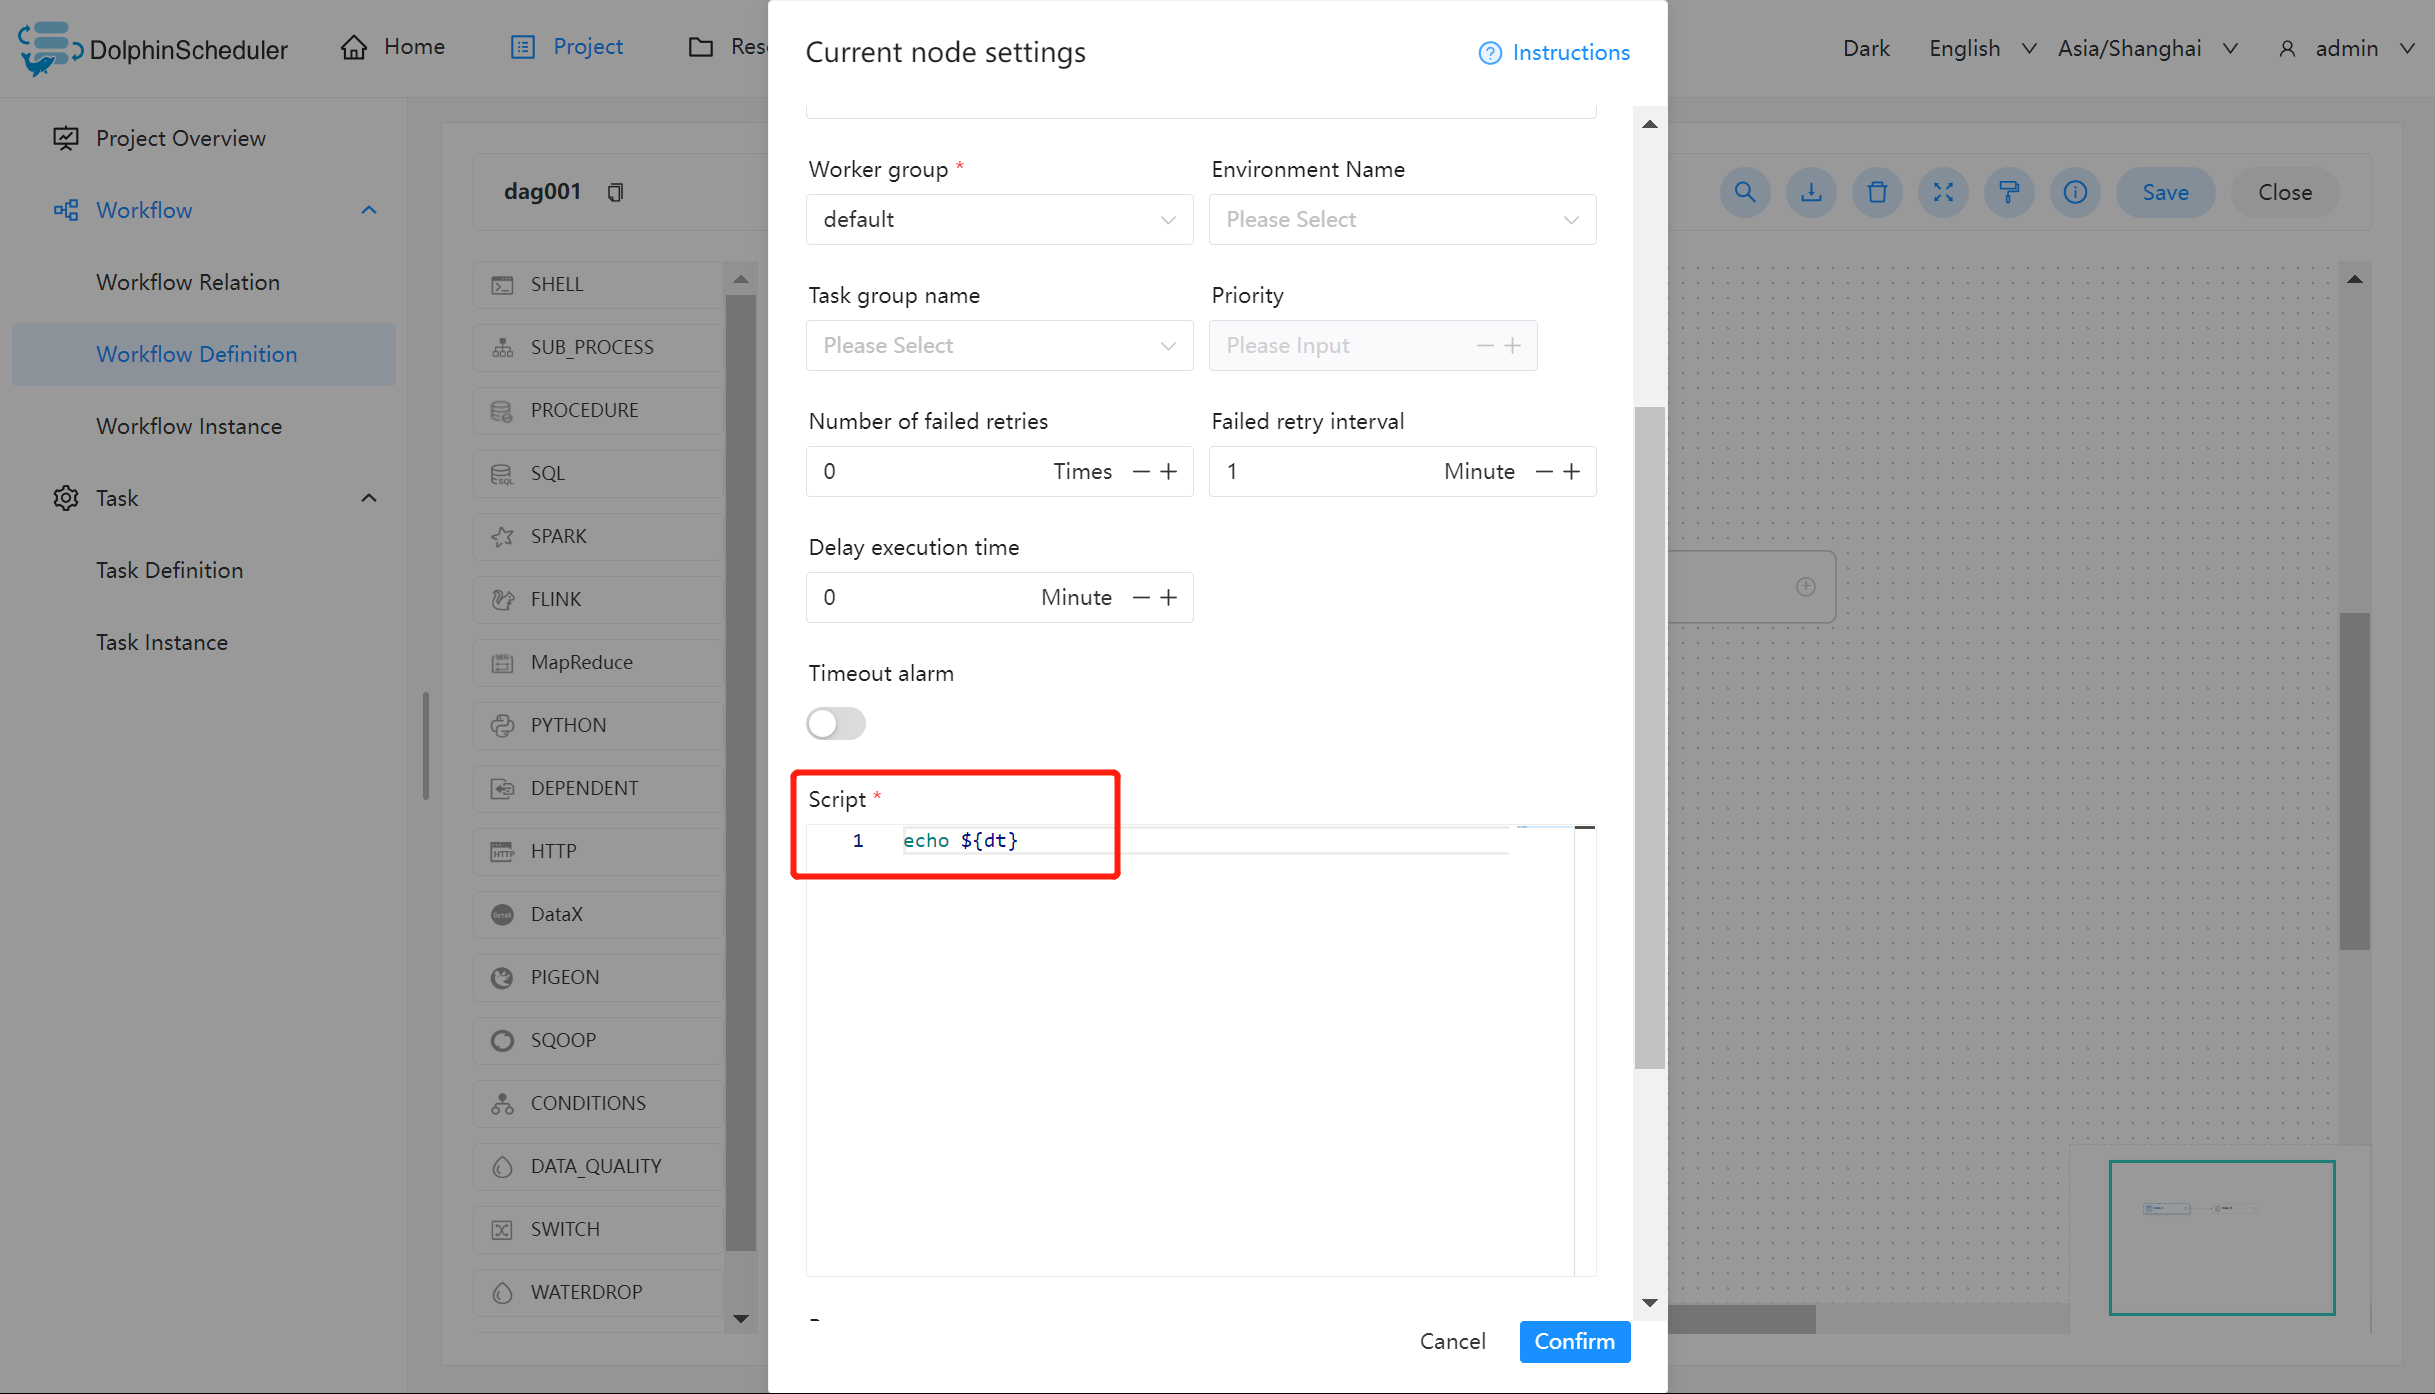 DolphinScheduler
Home
Project
Res
Dark
English
Asia/Shanghai
admin
Project Overview
Workflow
Workflow Relation
Workflow Definition
Workflow Instance
Task
Task Definition
Task Instance
dag001
Save
Close
SHELL
SUB_PROCESS
PROCEDURE
SQL
SPARK
FLINK
MapReduce
PYTHON
DEPENDENT
HTTP
DataX
PIGEON
SQOOP
CONDITIONS
DATA_QUALITY
SWITCH
WATERDROP
Current node settings
Instructions
Worker group *
Environment Name
default
Please Select
Task group name
Priority
Please Select
Please Input
Number of failed retries
Failed retry interval
0 Times
1 Minute
Delay execution time
0 Minute
Timeout alarm
Script *
1 echo ${dt}
Cancel
Confirm